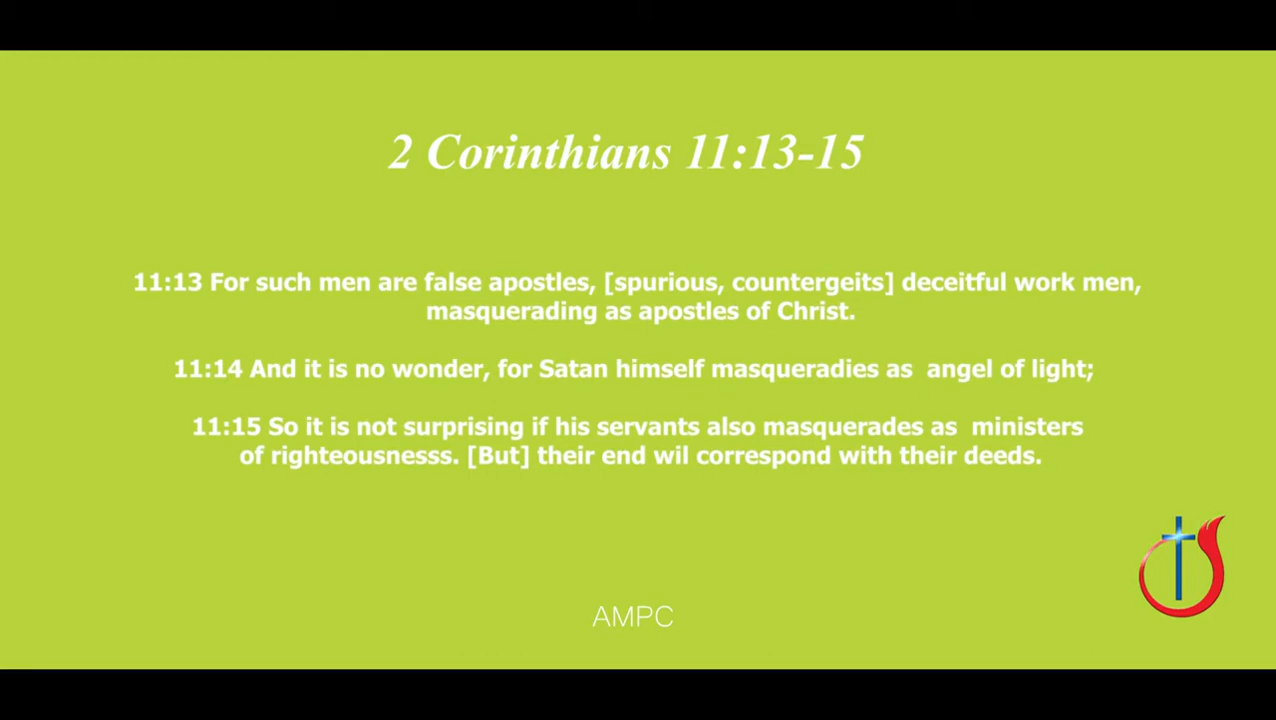 2 Corinthians 11:13-15
11:13 For such men are false apostles, [spurious, countergeits] deceitful work men,
masquerading as apostles of Christ.
11:14 And it is no wonder, for Satan himself masqueradies as  angel of light;
11:15 So it is not surprising if his servants also masquerades as  ministers
of righteousnesss. [But] their end wil correspond with their deeds.
AMPC